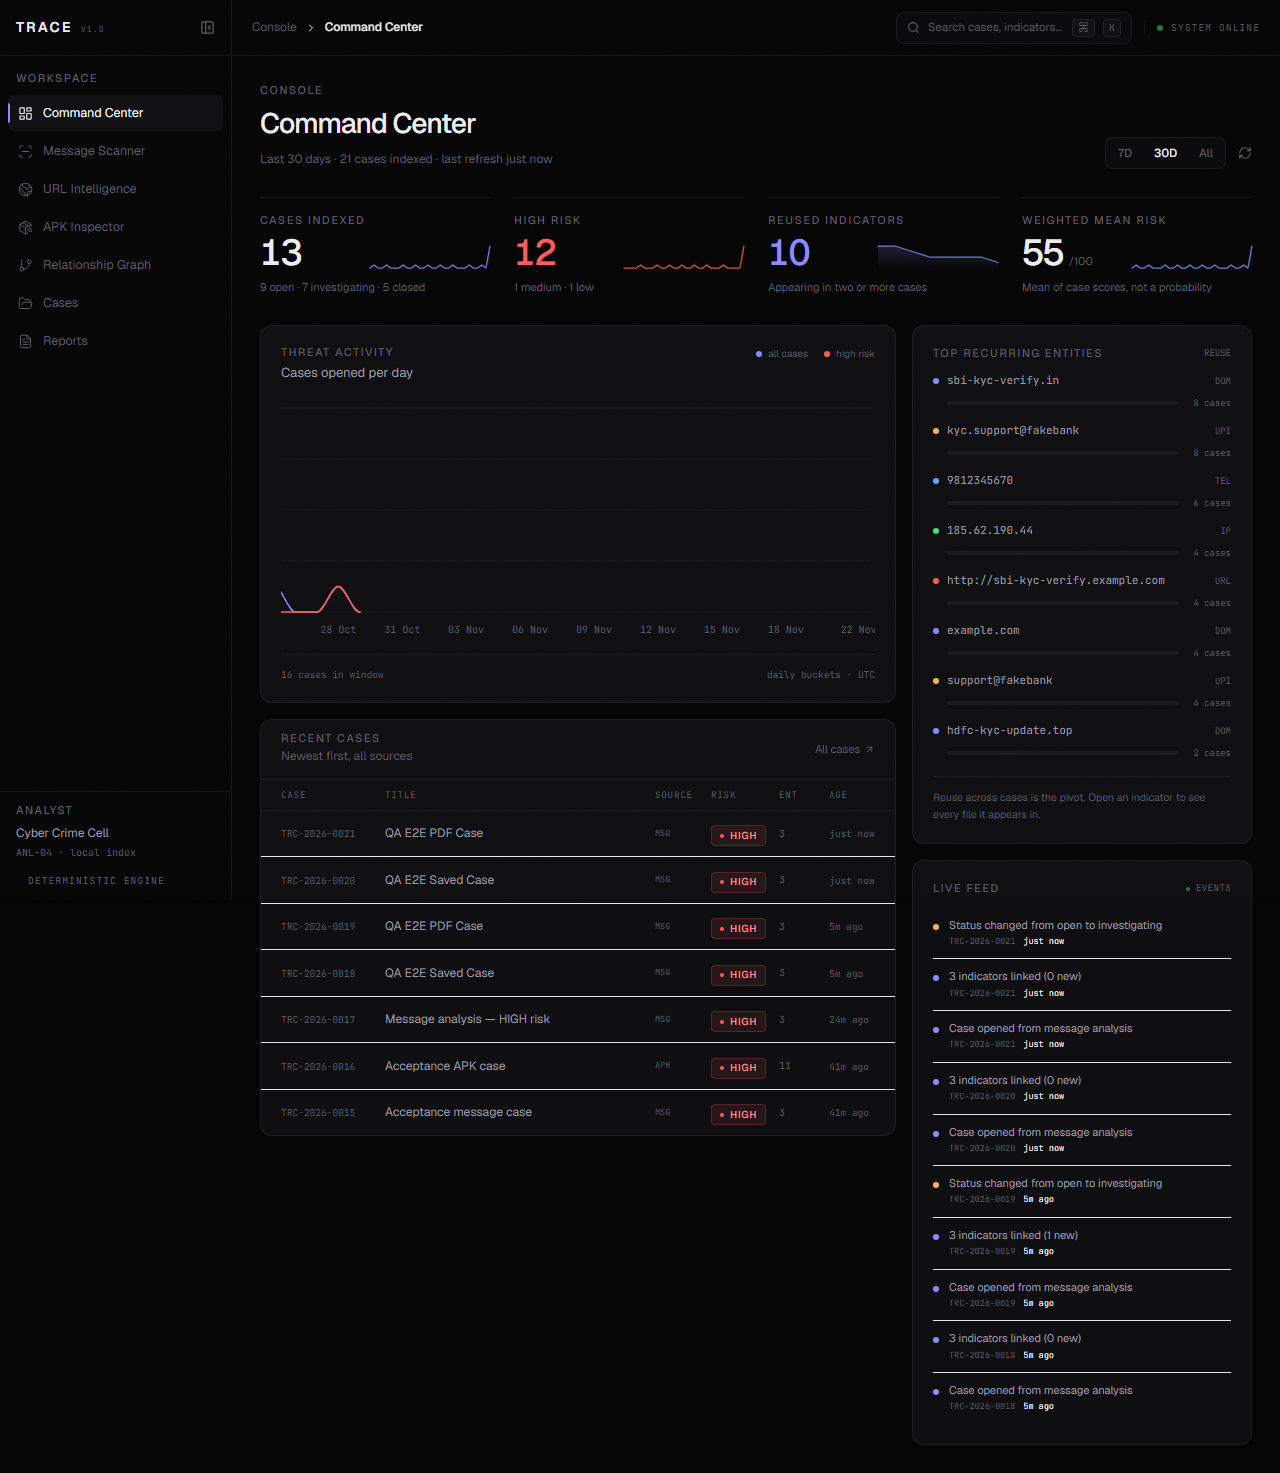 TRACE V1.0
WORKSPACE
Command Center
Message Scanner
URL Intelligence
APK Inspector
Relationship Graph
Cases
Reports
ANALYST
Cyber Crime Cell
ANL-04 · local index
DETERMINISTIC ENGINE
Console > Command Center
Search cases, indicators... ⌘ K
SYSTEM ONLINE
CONSOLE
Command Center
Last 30 days · 21 cases indexed · last refresh just now
7D 30D All
CASES INDEXED
13
9 open · 7 investigating · 5 closed
HIGH RISK
12
1 medium · 1 low
REUSED INDICATORS
10
Appearing in two or more cases
WEIGHTED MEAN RISK
55 /100
Mean of case scores, not a probability
THREAT ACTIVITY
Cases opened per day
all cases high risk
28 Oct 31 Oct 03 Nov 06 Nov 09 Nov 12 Nov 15 Nov 18 Nov 22 Nov
16 cases in window daily buckets · UTC
RECENT CASES
Newest first, all sources
All cases
CASE TITLE SOURCE RISK ENT AGE
TRC-2026-0021 QA E2E PDF Case MSG HIGH 3 just now
TRC-2026-0020 QA E2E Saved Case MSG HIGH 3 just now
TRC-2026-0019 QA E2E PDF Case MSG HIGH 3 5m ago
TRC-2026-0018 QA E2E Saved Case MSG HIGH 3 5m ago
TRC-2026-0017 Message analysis — HIGH risk MSG HIGH 3 24m ago
TRC-2026-0016 Acceptance APK case APK HIGH 11 41m ago
TRC-2026-0015 Acceptance message case MSG HIGH 3 41m ago
TOP RECURRING ENTITIES REUSE
sbi-kyc-verify.in DOM
8 cases
kyc.support@fakebank UPI
8 cases
9812345670 TEL
6 cases
185.62.190.44 IP
4 cases
http://sbi-kyc-verify.example.com URL
4 cases
example.com DOM
4 cases
support@fakebank UPI
4 cases
hdfc-kyc-update.top DOM
2 cases
Reuse across cases is the pivot. Open an indicator to see
every file it appears in.
LIVE FEED EVENTS
Status changed from open to investigating
TRC-2026-0021 just now
3 indicators linked (0 new)
TRC-2026-0021 just now
Case opened from message analysis
TRC-2026-0021 just now
3 indicators linked (0 new)
TRC-2026-0020 just now
Case opened from message analysis
TRC-2026-0020 just now
Status changed from open to investigating
TRC-2026-0019 5m ago
3 indicators linked (1 new)
TRC-2026-0019 5m ago
Case opened from message analysis
TRC-2026-0019 5m ago
3 indicators linked (0 new)
TRC-2026-0018 5m ago
Case opened from message analysis
TRC-2026-0018 5m ago